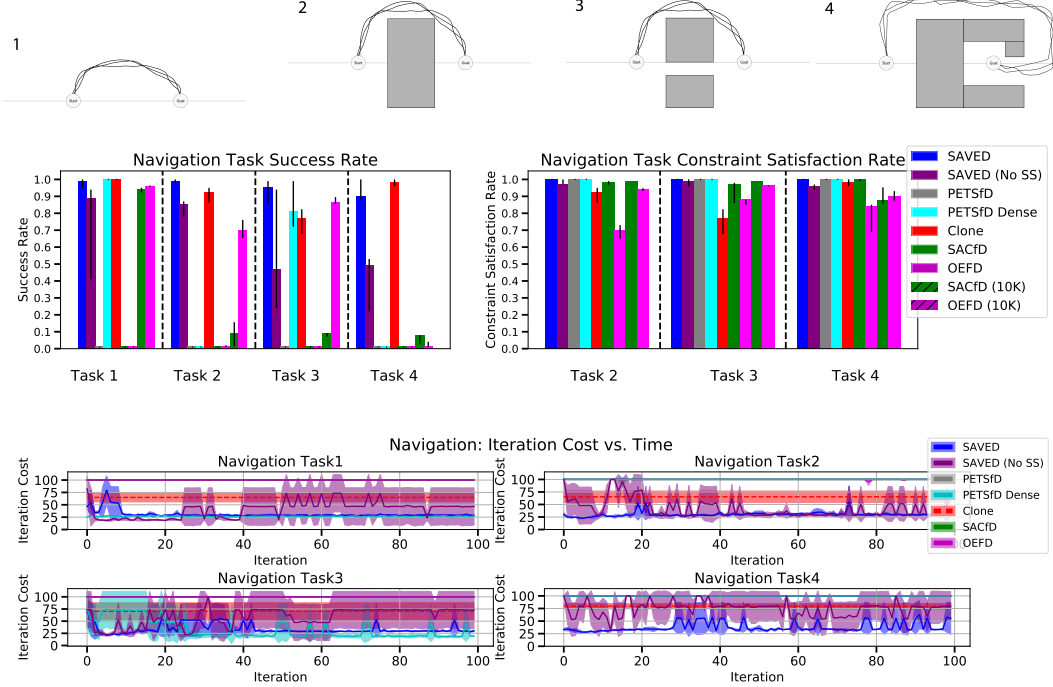 1
2
3
4
Start
Goal
Start
Goal
Start
Goal
Start
Goal
Navigation Task Success Rate
Success Rate
1.0
0.9
0.8
0.7
0.6
0.5
0.4
0.3
0.2
0.1
0.0
Task 1
Task 2
Task 3
Task 4
Navigation Task Constraint Satisfaction Rate
Constraint Satisfaction Rate
1.0
0.9
0.8
0.7
0.6
0.5
0.4
0.3
0.2
0.1
0.0
Task 2
Task 3
Task 4
SAVED
SAVED (No SS)
PETSfD
PETSfD Dense
Clone
SACfD
OEFD
SACfD (10K)
OEFD (10K)
Navigation: Iteration Cost vs. Time
Navigation Task1
Iteration Cost
100
75
50
25
0
0 20 40 60 80 100
Iteration
Navigation Task2
Iteration Cost
100
75
50
25
0
0 20 40 60 80
Iteration
SAVED
SAVED (No SS)
PETSfD
PETSfD Dense
Clone
SACfD
OEFD
Navigation Task3
Iteration Cost
100
75
50
25
0
0 20 40 60 80 100
Iteration
Navigation Task4
Iteration Cost
100
75
50
25
0
0 20 40 60 80 100
Iteration